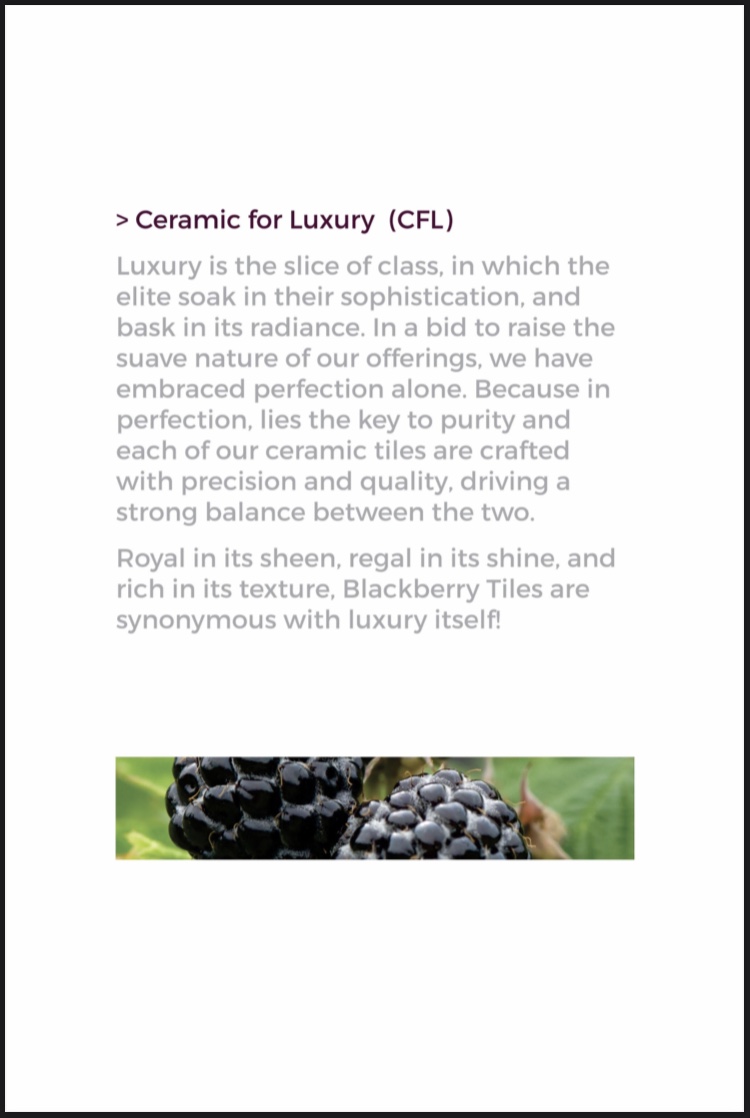 > Ceramic for Luxury (CFL)
Luxury is the slice of class, in which the
elite soak in their sophistication, and
bask in its radiance. In a bid to raise the
suave nature of our offerings, we have
embraced perfection alone. Because in
perfection, lies the key to purity and
each of our ceramic tiles are crafted
with precision and quality, driving a
strong balance between the two.
Royal in its sheen, regal in its shine, and
rich in its texture, Blackberry Tiles are
synonymous with luxury itself!